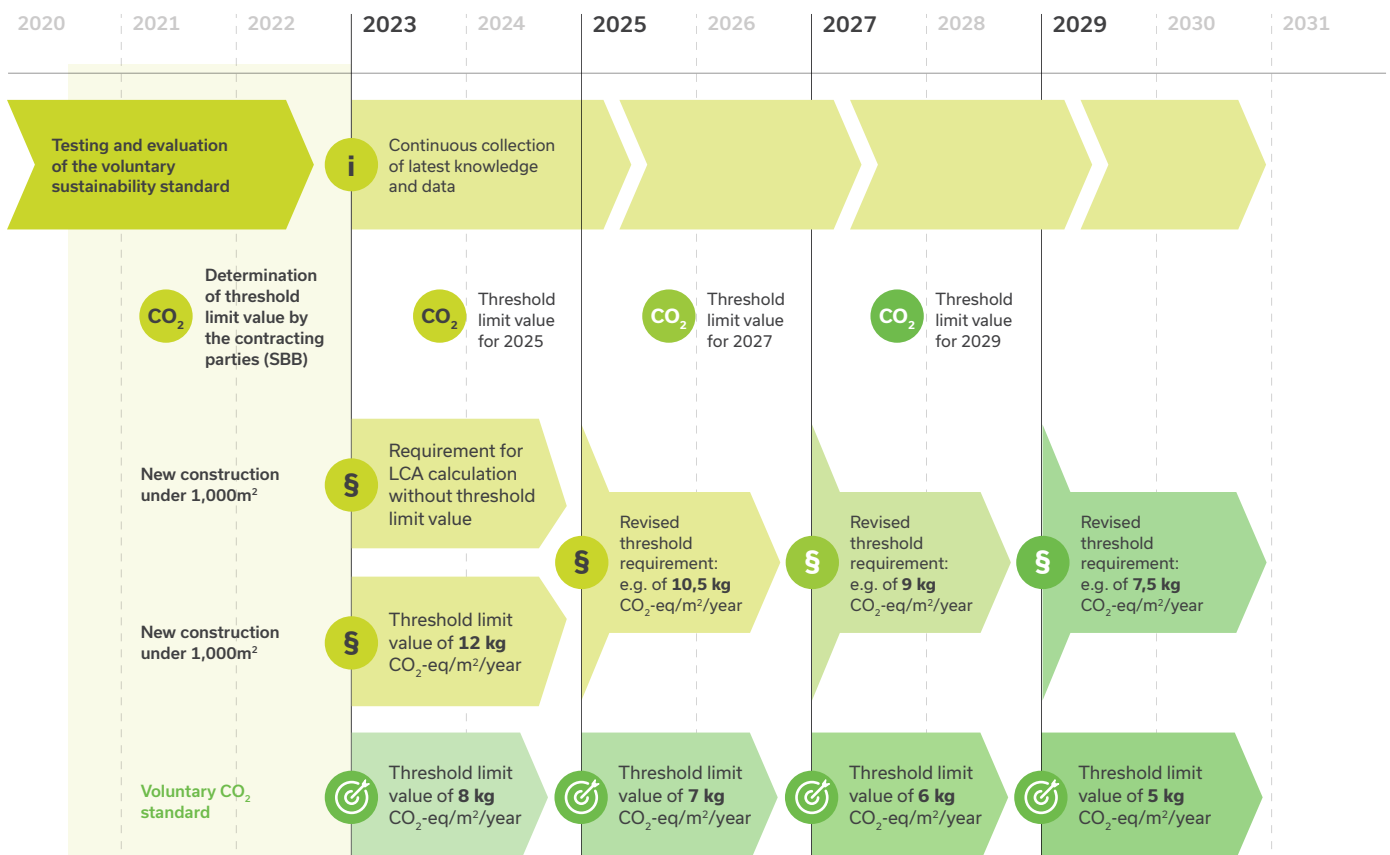 2020
2021
2022
2023
2024
2025
2026
2027
2028
2029
2030
2031
Testing and evaluation
of the voluntary
sustainability standard
i
Continuous collection
of latest knowledge
and data
CO₂
Determination
of threshold
limit value by
the contracting
parties (SBB)
CO₂
Threshold
limit value
for 2025
CO₂
Threshold
limit value
for 2027
CO₂
Threshold
limit value
for 2029
New construction
under 1,000m²
§
Requirement for
LCA calculation
without threshold
limit value
New construction
under 1,000m²
§
Threshold limit
value of 12 kg
CO₂-eq/m²/year
§
Revised
threshold
requirement:
e.g. of 10,5 kg
CO₂-eq/m²/year
§
Revised
threshold
requirement:
e.g. of 9 kg
CO₂-eq/m²/year
§
Revised
threshold
requirement:
e.g. of 7,5 kg
CO₂-eq/m²/year
Voluntary CO₂
standard
Threshold limit
value of 8 kg
CO₂-eq/m²/year
Threshold limit
value of 7 kg
CO₂-eq/m²/year
Threshold limit
value of 6 kg
CO₂-eq/m²/year
Threshold limit
value of 5 kg
CO₂-eq/m²/year